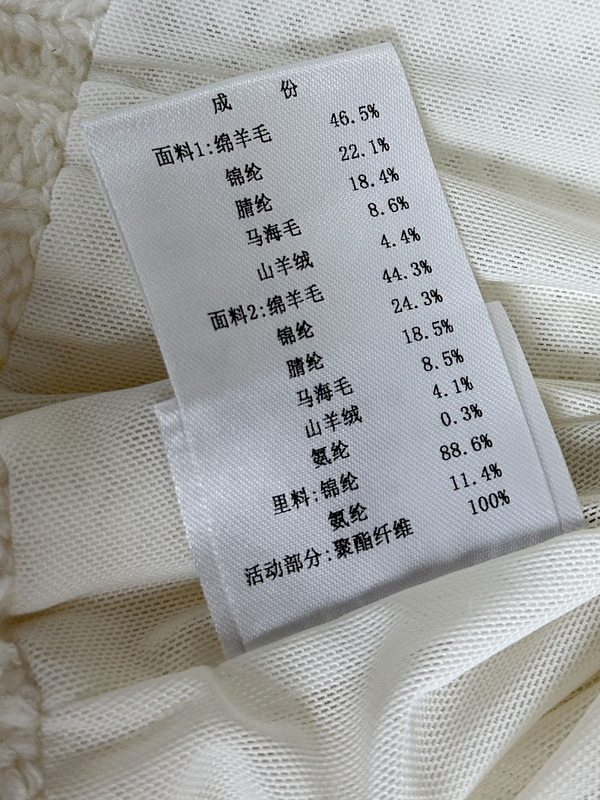 成 份
面料1:绵羊毛 46.5%
锦纶 22.1%
腈纶 18.4%
马海毛 8.6%
山羊绒 4.4%
面料2:绵羊毛 44.3%
锦纶 24.3%
腈纶 18.5%
马海毛 8.5%
山羊绒 4.1%
氨纶 0.3%
里料:锦纶 88.6%
氨纶 11.4%
活动部分:聚酯纤维 100%